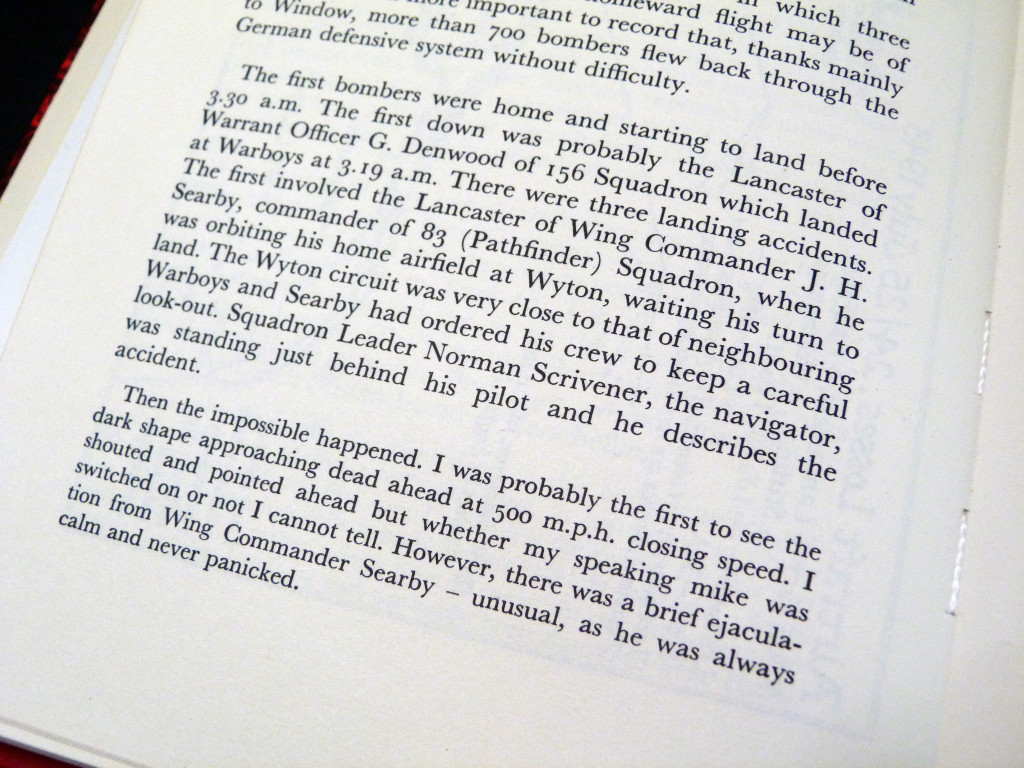 in which three
more important to record that, thanks mainly
homeward flight may be of
to Window, more than 700 bombers flew back through the
German defensive system without difficulty.
The first bombers were home and starting to land before
3.30 a.m. The first down was probably the Lancaster of
Warrant Officer G. Denwood of 156 Squadron which landed
at Warboys at 3.19 a.m. There were three landing accidents.
The first involved the Lancaster of Wing Commander J. H.
Searby, commander of 83 (Pathfinder) Squadron, when he
was orbiting his home airfield at Wyton, waiting his turn to
land. The Wyton circuit was very close to that of neighbouring
Warboys and Searby had ordered his crew to keep a careful
look-out. Squadron Leader Norman Scrivener, the navigator,
was standing just behind his pilot and he describes the
accident.
Then the impossible happened. I was probably the first to see the
dark shape approaching dead ahead at 500 m.p.h. closing speed. I
shouted and pointed ahead but whether my speaking mike was
switched on or not I cannot tell. However, there was a brief ejacula-
tion from Wing Commander Searby – unusual, as he was always
calm and never panicked.